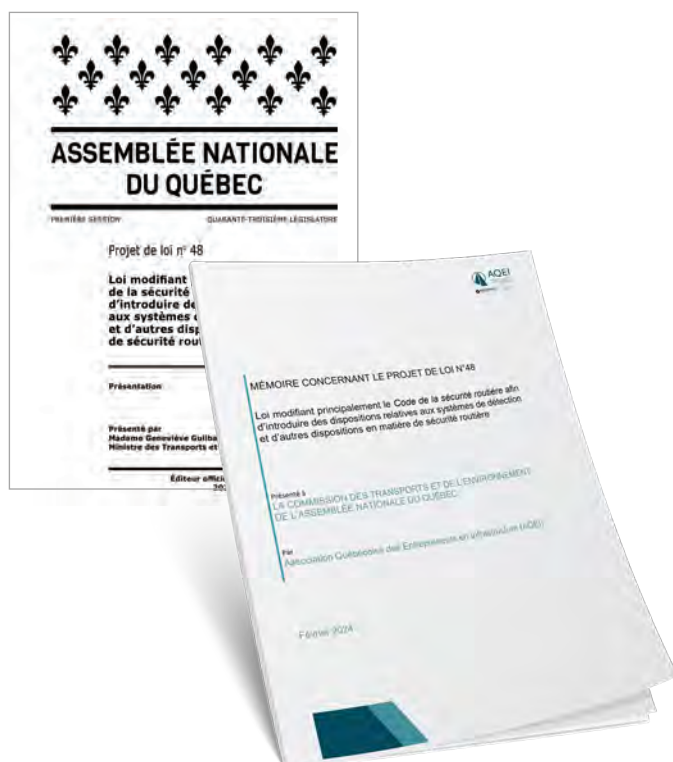 ASSEMBLÉE NATIONALE
DU QUÉBEC
PREMIÈRE SESSION QUARANTE-TROISIÈME LÉGISLATURE
Projet de loi nº 48
Loi modifiant
de la sécurité
d'introduire de
aux systèmes
et d'autres disp
de sécurité rou
Présentation
Présenté par
Madame Geneviève Guilba
Ministre des Transports et
Éditeur offici
202
AQEI
MÉMOIRE CONCERNANT LE PROJET DE LOI N°48
Loi modifiant principalement le Code de la sécurité routière afin
d'introduire des dispositions relatives aux systèmes de détection
et d'autres dispositions en matière de sécurité routière
Présenté à
LA COMMISSION DES TRANSPORTS ET DE L'ENVIRONNEMENT
DE L'ASSEMBLÉE NATIONALE DU QUÉBEC
Par
Association Québécoise des Entrepreneurs en infrastructure (AQEI)
Février 2024